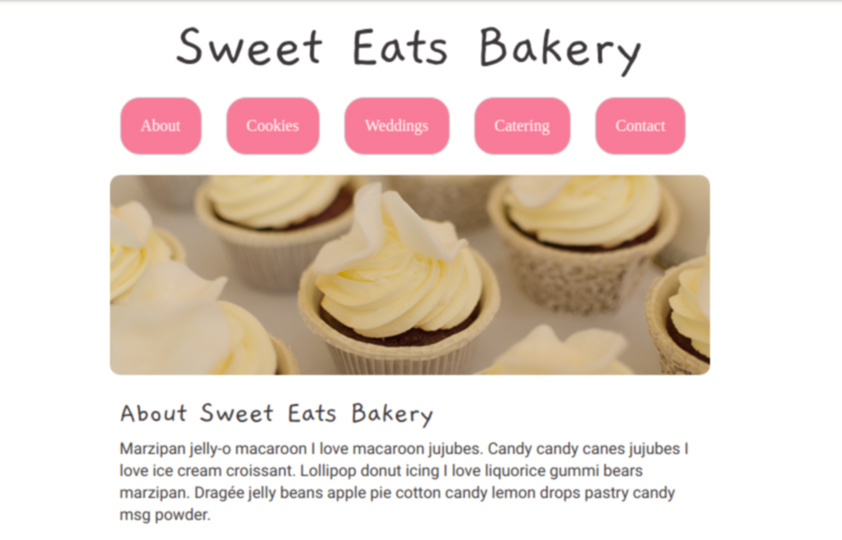 Sweet Eats Bakery
About Cookies Weddings Catering Contact
About Sweet Eats Bakery
Marzipan jelly-o macaroon I love macaroon jujubes. Candy candy canes jujubes I
love ice cream croissant. Lollipop donut icing I love liquorice gummi bears
marzipan. Dragée jelly beans apple pie cotton candy lemon drops pastry candy
msg powder.